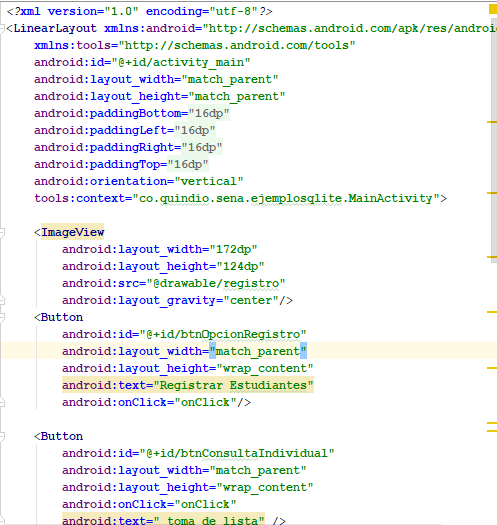 <?xml version="1.0" encoding="utf-8"?>
<LinearLayout xmlns:android="http://schemas.android.com/apk/res/androi
xmlns:tools="http://schemas.android.com/tools"
android:id="@+id/activity_main"
android:layout_width="match_parent"
android:layout_height="match_parent"
android:paddingBottom="16dp"
android:paddingLeft="16dp"
android:paddingRight="16dp"
android:paddingTop="16dp"
android:orientation="vertical"
tools:context="co.quindio.sena.ejemplosqlite.MainActivity">
<ImageView
android:layout_width="172dp"
android:layout_height="124dp"
android:src="@drawable/registro"
android:layout_gravity="center"/>
<Button
android:id="@+id/btnOpcionRegistro"
android:layout_width="match_parent"
android:layout_height="wrap_content"
android:text="Registrar Estudiantes"
android:onClick="onClick"/>
<Button
android:id="@+id/btnConsultaIndividual"
android:layout_width="match_parent"
android:layout_height="wrap_content"
android:onClick="onClick"
android:text=" toma de lista" />